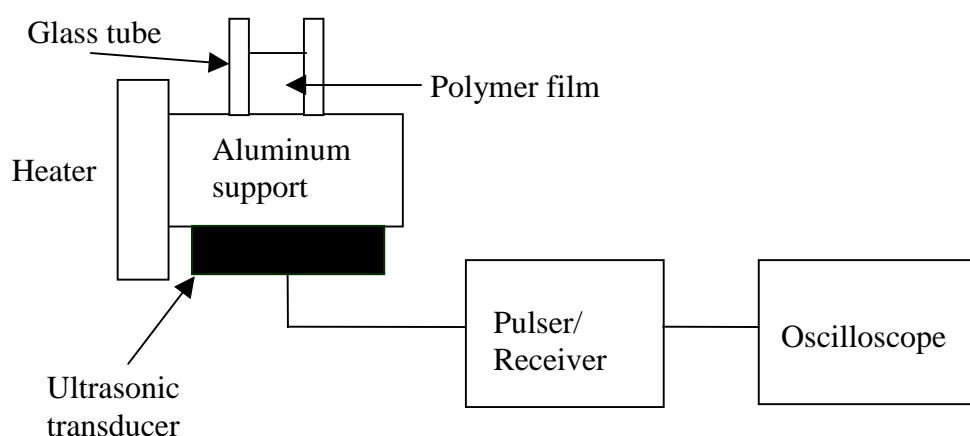 Glass tube
Polymer film
Heater
Aluminum
support
Pulser/
Receiver
Oscilloscope
Ultrasonic
transducer